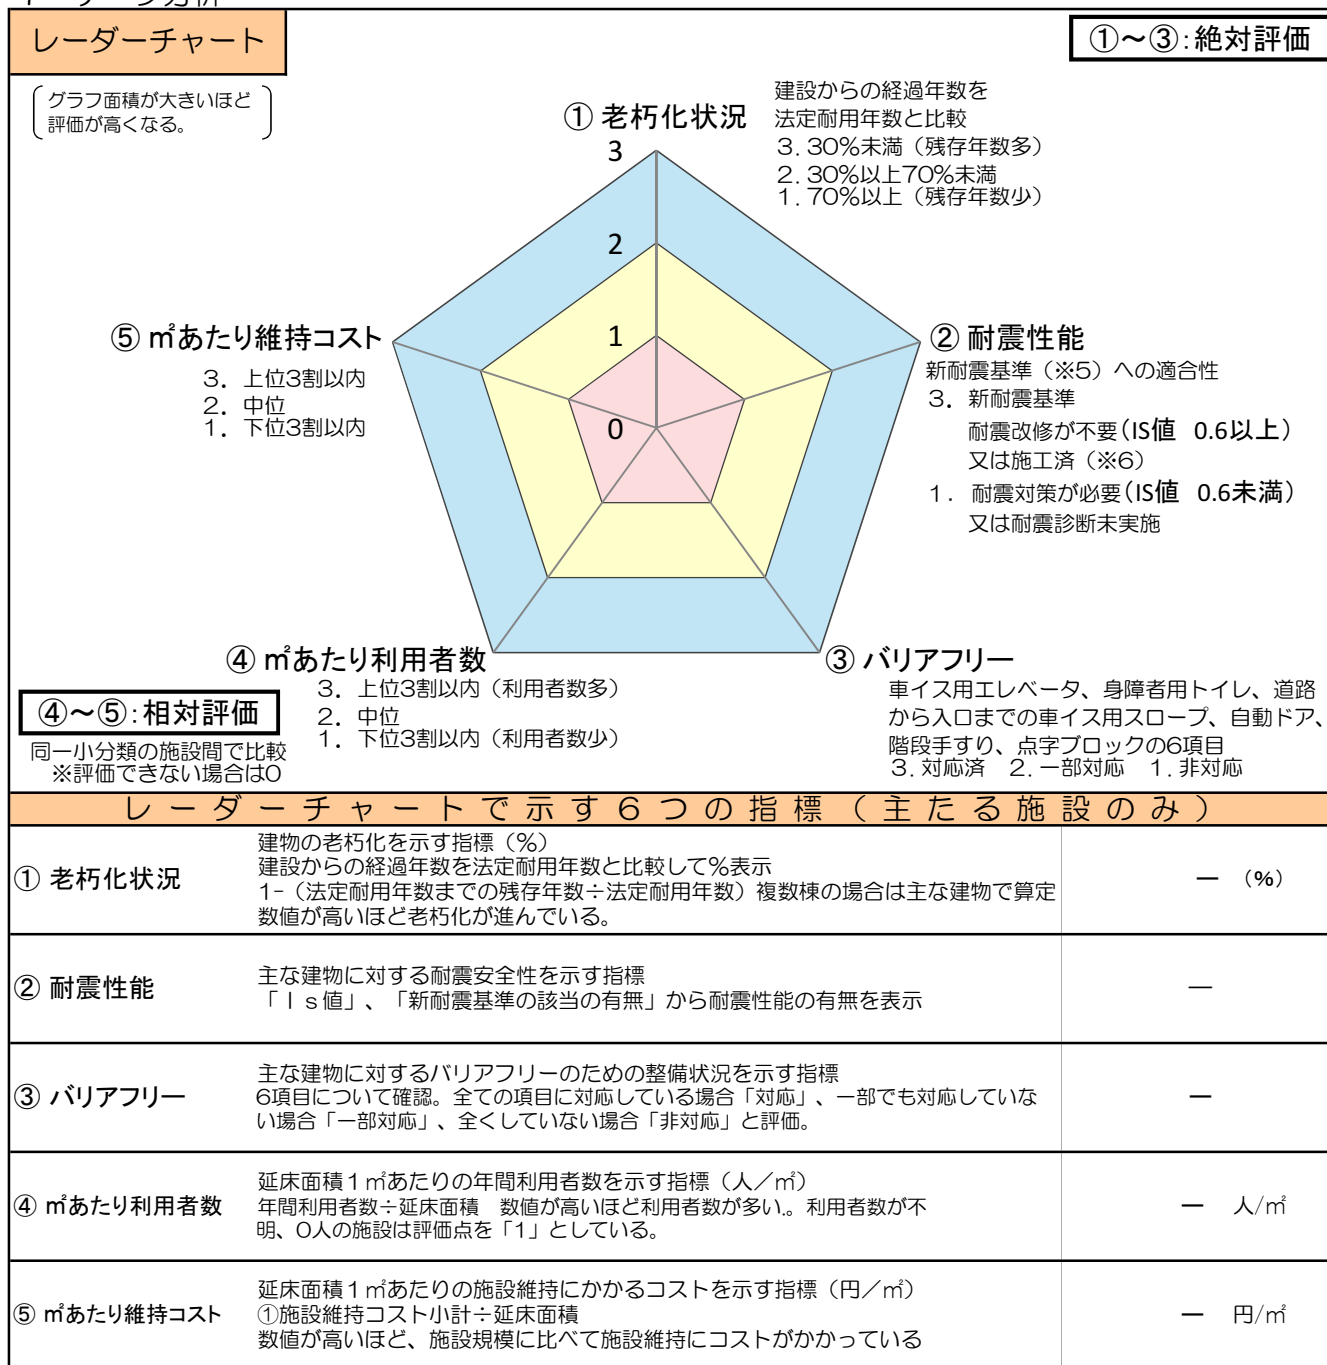 レーダーチャート
①～③：絶対評価
グラフ面積が大きいほど
評価が高くなる。
① 老朽化状況
建設からの経過年数を
法定耐用年数と比較
3．30%未満（残存年数多）
2．30%以上70%未満
1．70%以上（残存年数少）
3
2
1
0
⑤ ㎡あたり維持コスト
3．上位3割以内
2．中位
1．下位3割以内
② 耐震性能
新耐震基準（※5）への適合性
3．新耐震基準
耐震改修が不要（IS値 0.6以上）
又は施工済（※6）
1．耐震対策が必要（IS値 0.6未満）
又は耐震診断未実施
④ ㎡あたり利用者数
3．上位3割以内（利用者数多）
2．中位
1．下位3割以内（利用者数少）
③ バリアフリー
車イス用エレベータ、身障者用トイレ、道路
から入口までの車イス用スロープ、自動ドア、
階段手すり、点字ブロックの6項目
3．対応済 2．一部対応 1．非対応
④～⑤：相対評価
同一小分類の施設間で比較
※評価できない場合は0
レーダーチャートで示す６つの指標（主たる施設のみ）
① 老朽化状況
建物の老朽化を示す指標（%）
建設からの経過年数を法定耐用年数と比較して%表示
1-（法定耐用年数までの残存年数÷法定耐用年数）複数棟の場合は主な建物で算定
数値が高いほど老朽化が進んでいる。
ー （%）
② 耐震性能
主な建物に対する耐震安全性を示す指標
「Ｉｓ値」、「新耐震基準の該当の有無」から耐震性能の有無を表示
―
③ バリアフリー
主な建物に対するバリアフリーのための整備状況を示す指標
6項目について確認。全ての項目に対応している場合「対応」、一部でも対応していな
い場合「一部対応」、全くしていない場合「非対応」と評価。
ー
④ ㎡あたり利用者数
延床面積１㎡あたりの年間利用者数を示す指標（人／㎡）
年間利用者数÷延床面積 数値が高いほど利用者数が多い。利用者数が不
明、0人の施設は評価点を「1」としている。
ー 人/㎡
⑤ ㎡あたり維持コスト
延床面積１㎡あたりの施設維持にかかるコストを示す指標（円／㎡）
①施設維持コスト小計÷延床面積
数値が高いほど、施設規模に比べて施設維持にコストがかかっている
ー 円/㎡